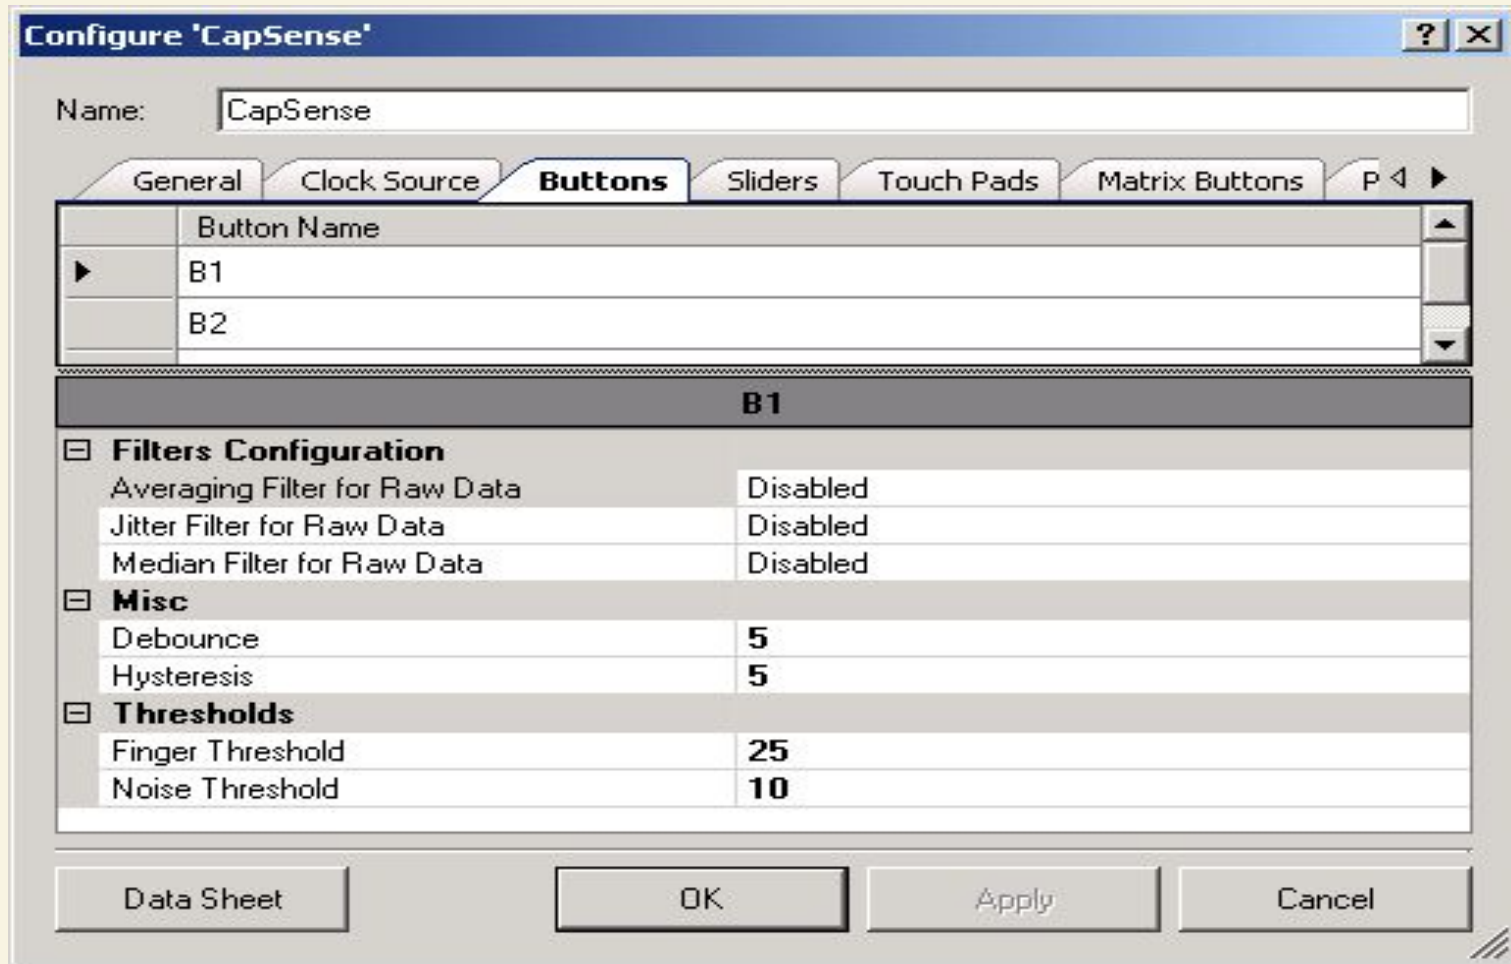 Configure 'CapSense'
Name: CapSense
General Clock Source Buttons Sliders Touch Pads Matrix Buttons P
Button Name
B1
B2
B1
Filters Configuration
Averaging Filter for Raw Data Disabled
Jitter Filter for Raw Data Disabled
Median Filter for Raw Data Disabled
Misc
Debounce 5
Hysteresis 5
Thresholds
Finger Threshold 25
Noise Threshold 10
Data Sheet OK Apply Cancel